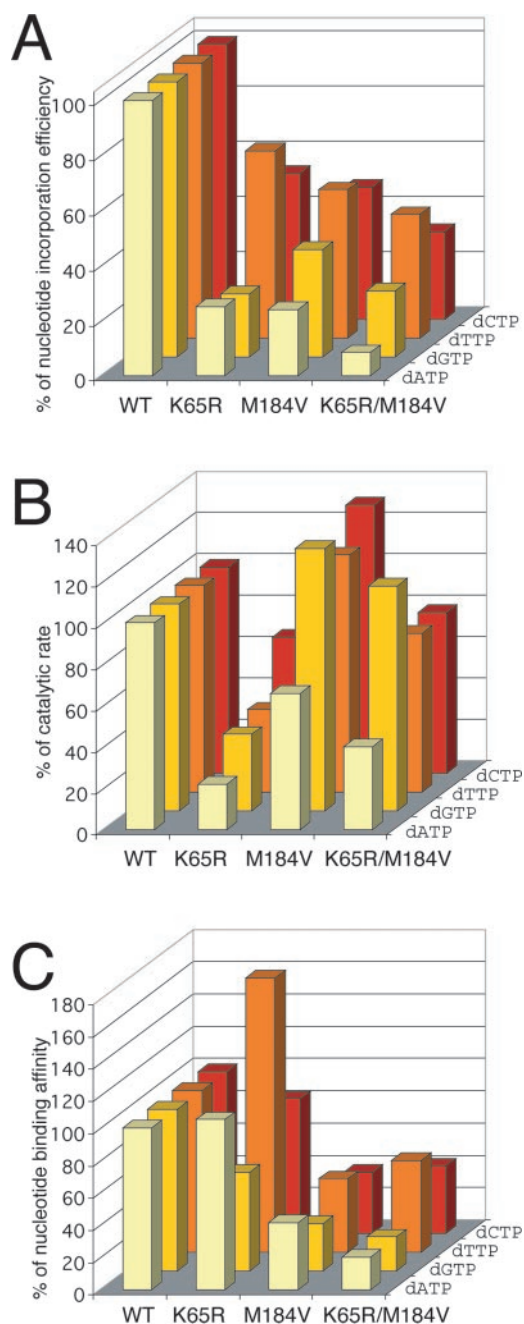 A
% of nucleotide incorporation efficiency
100
80
60
40
20
0
WT K65R M184V K65R/M184V
dCTP
dTTP
dGTP
dATP
B
% of catalytic rate
140
120
100
80
60
40
20
0
WT K65R M184V K65R/M184V
dCTP
dTTP
dGTP
dATP
C
% of nucleotide binding affinity
180
160
140
120
100
80
60
40
20
0
WT K65R M184V K65R/M184V
dCTP
dTTP
dGTP
dATP